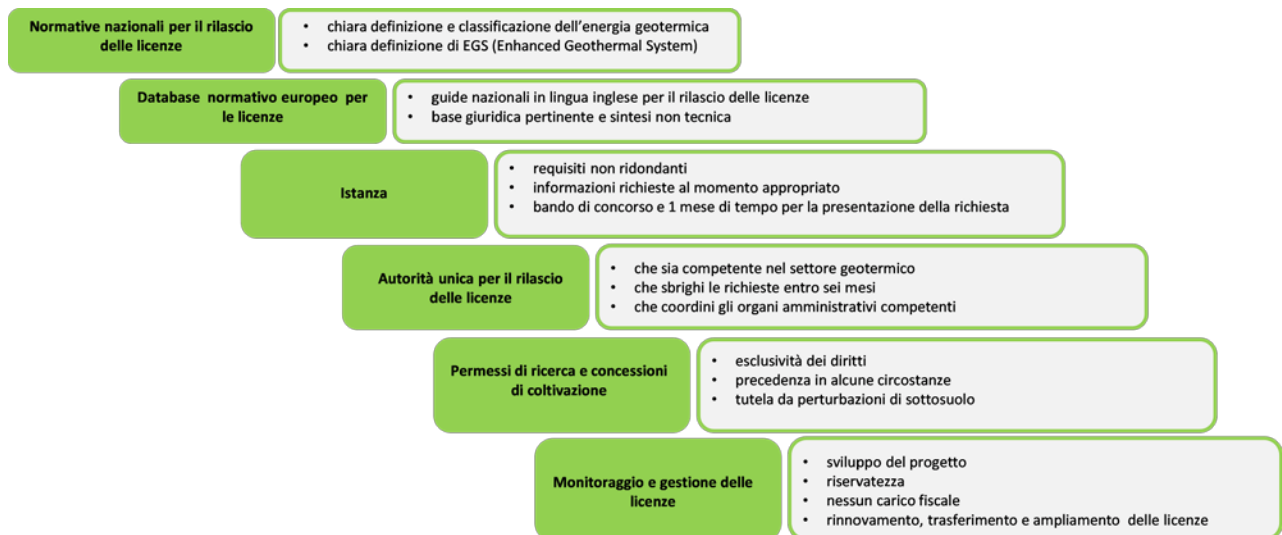 Normative nazionali per il rilascio
delle licenze
• chiara definizione e classificazione dell'energia geotermica
• chiara definizione di EGS (Enhanced Geothermal System)
Database normativo europeo per
le licenze
• guide nazionali in lingua inglese per il rilascio delle licenze
• base giuridica pertinente e sintesi non tecnica
Istanza
• requisiti non ridondanti
• informazioni richieste al momento appropriato
• bando di concorso e 1 mese di tempo per la presentazione della richiesta
Autorità unica per il rilascio
delle licenze
• che sia competente nel settore geotermico
• che sbrighi le richieste entro sei mesi
• che coordini gli organi amministrativi competenti
Permessi di ricerca e concessioni
di coltivazione
• esclusività dei diritti
• precedenza in alcune circostanze
• tutela da perturbazioni di sottosuolo
Monitoraggio e gestione delle
licenze
• sviluppo del progetto
• riservatezza
• nessun carico fiscale
• rinnovamento, trasferimento e ampliamento delle licenze